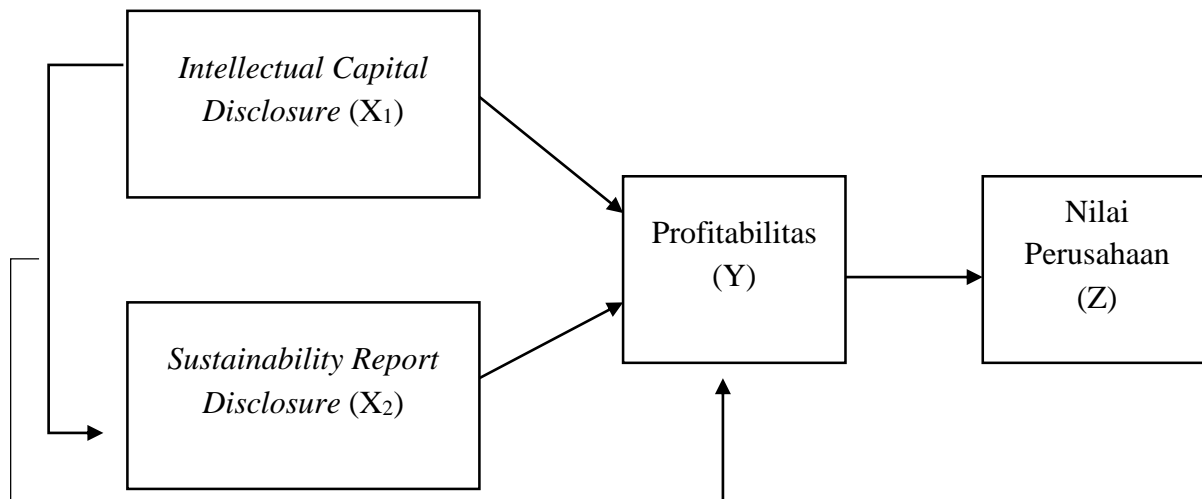 Intellectual Capital
Disclosure (X₁)
Sustainability Report
Disclosure (X₂)
Profitabilitas
(Y)
Nilai
Perusahaan
(Z)